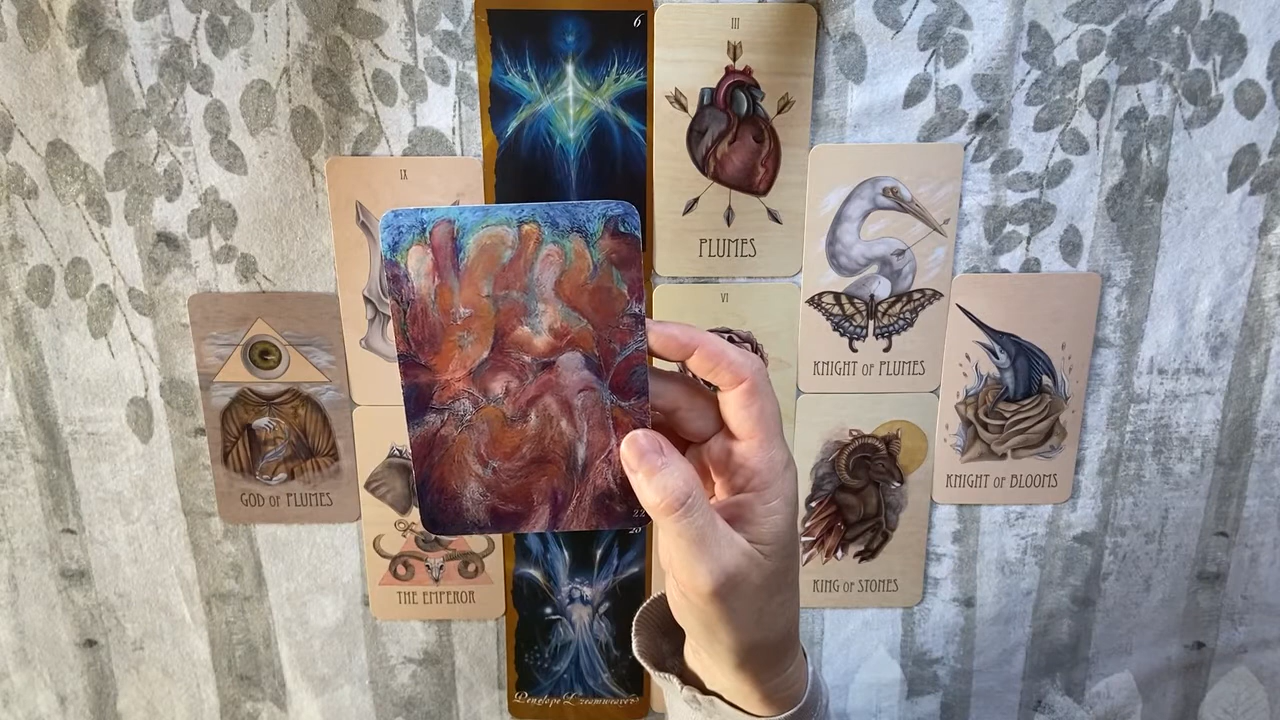 6
III
PLUMES
IX
VI
KNIGHT OF PLUMES
GOD OF PLUMES
KNIGHT OF BLOOMS
22
THE EMPEROR
KING OF STONES
Penelope Dreamweaver